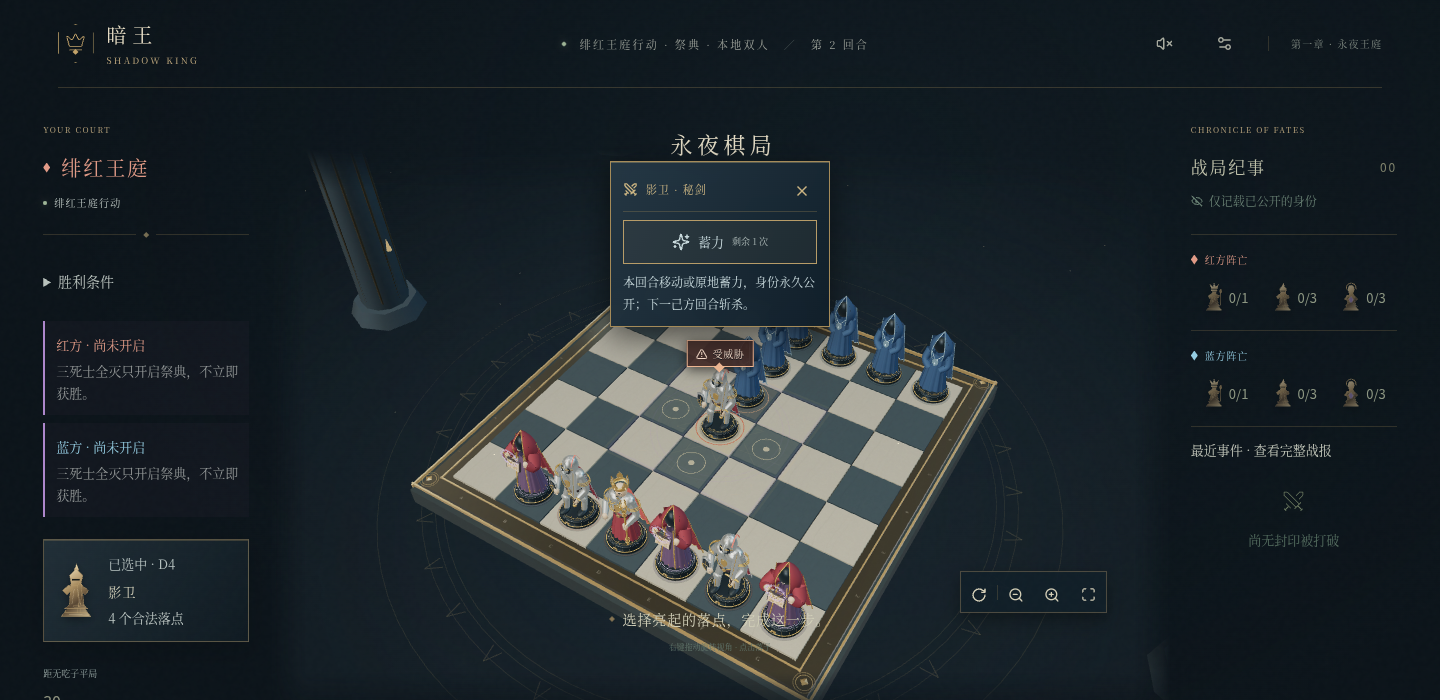 暗王
SHADOW KING
绯红王庭行动 · 祭典 · 本地双人 ／ 第 2 回合
第一章 · 永夜王庭
YOUR COURT
绯红王庭
绯红王庭行动
胜利条件
红方 · 尚未开启
三死士全灭只开启祭典，不立即
获胜。
蓝方 · 尚未开启
三死士全灭只开启祭典，不立即
获胜。
已选中 · D4
影卫
4 个合法落点
距无吃子平局
永夜棋局
影卫 · 秘剑
蓄力 剩余 1 次
本回合移动或原地蓄力，身份永久公
开；下一己方回合斩杀。
受威胁
选择亮起的落点，完成这一步。
CHRONICLE OF FATES
战局纪事 00
仅记载已公开的身份
红方阵亡
0/1 0/3 0/3
蓝方阵亡
0/1 0/3 0/3
最近事件 · 查看完整战报
尚无封印被打破